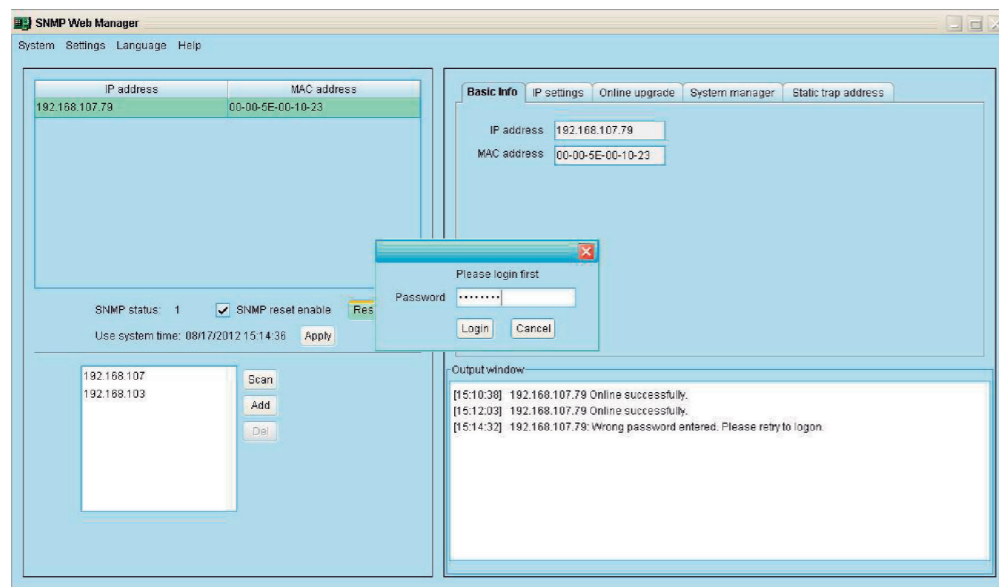 SNMP Web Manager
System Settings Language Help
IP address MAC address
192.168.107.79 00-00-5E-00-10-23
SNMP status: 1 SNMP reset enable Res
Use system time: 08/17/2012 15:14:36 Apply
192.168.107
192.168.103
Scan
Add
Del
Basic Info IP settings Online upgrade System manager Static trap address
IP address 192.168.107.79
MAC address 00-00-5E-00-10-23
Please login first
Password ••••••••
Login Cancel
Output window
[15:10:38] 192.168.107.79 Online successfully.
[15:12:03] 192.168.107.79 Online successfully.
[15:14:32] 192.168.107.79: Wrong password entered. Please retry to logon.